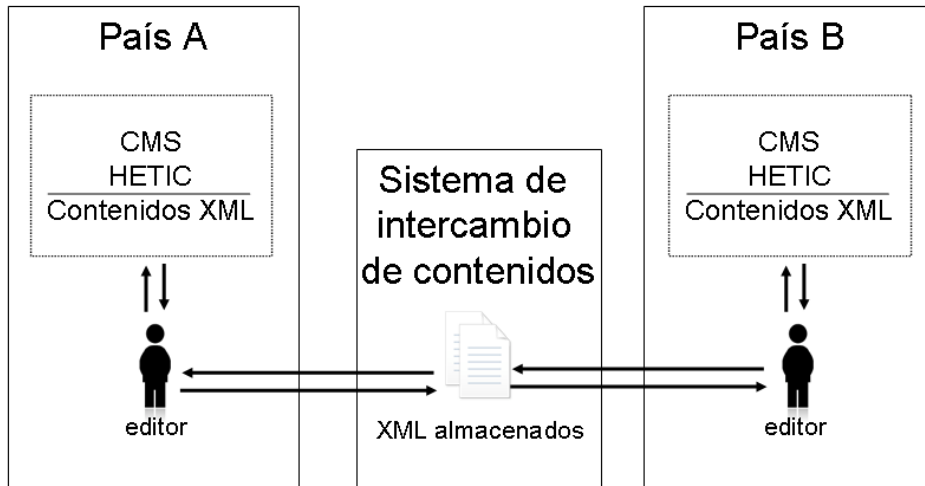 País A
CMS
HETIC
Contenidos XML
editor
Sistema de
intercambio
de contenidos
XML almacenados
País B
CMS
HETIC
Contenidos XML
editor